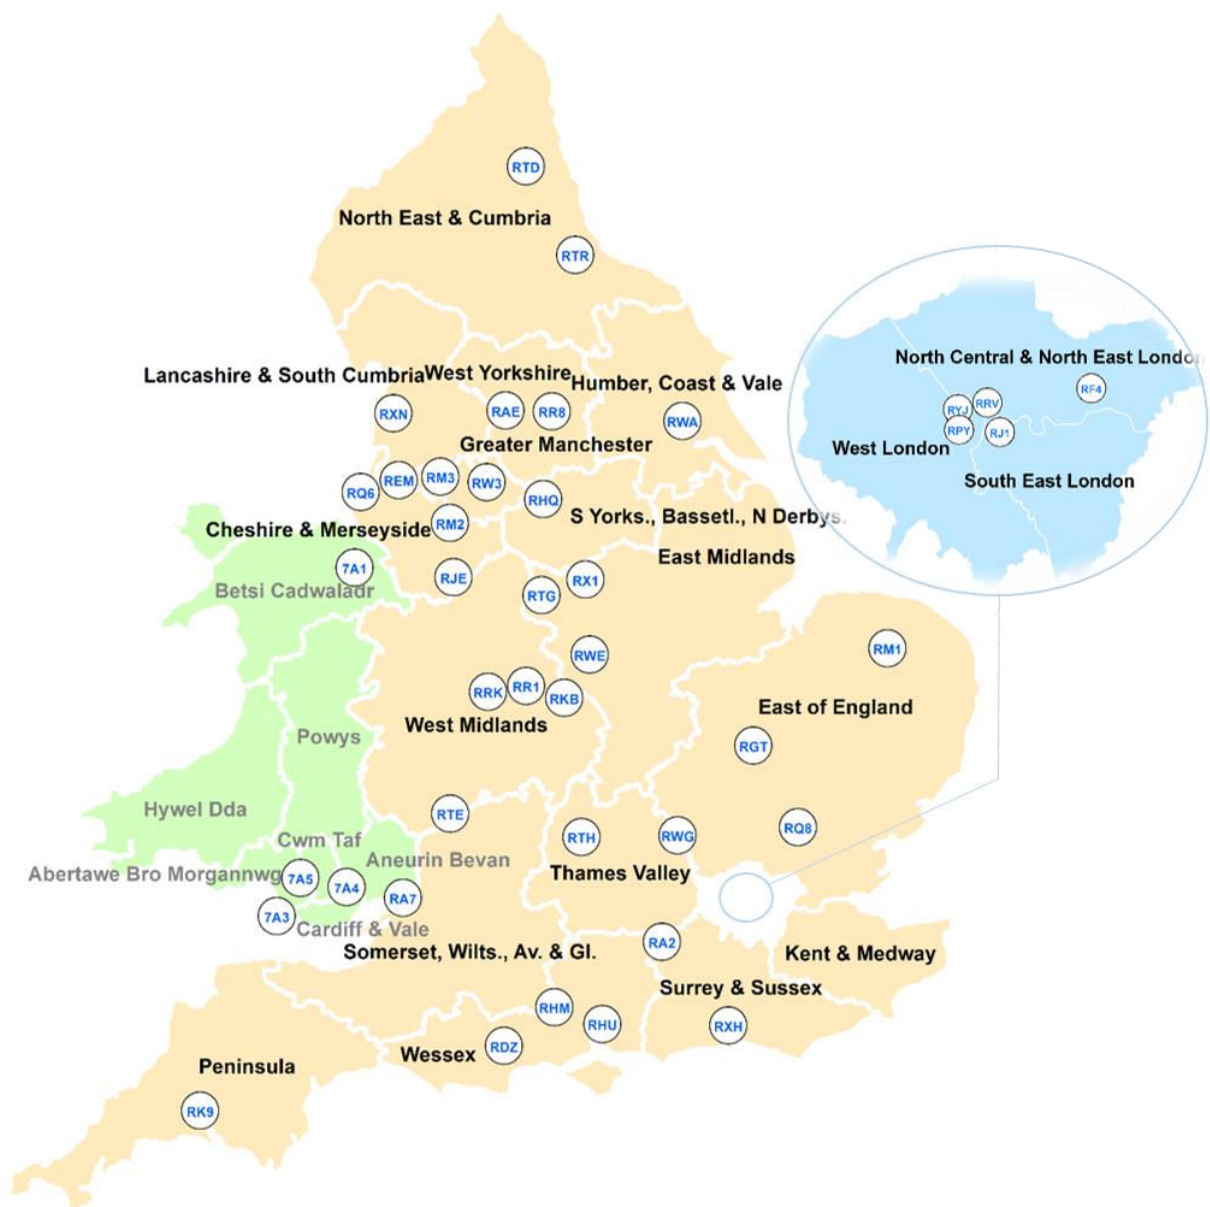 RTD
North East & Cumbria
RTR
Lancashire & South Cumbria
West Yorkshire
Humber, Coast & Vale
RXN
RAE
RR8
RWA
Greater Manchester
RQ6
REM
RM3
RW3
RHQ
S Yorks., Bassetl., N Derbys.
Cheshire & Merseyside
RM2
East Midlands
7A1
Betsi Cadwaladr
RJE
RTG
RX1
RWE
RM1
RRK
RR1
RKB
West Midlands
East of England
Powys
RGT
Hywel Dda
RTE
RTH
RWG
RQ8
Cwm Taf
Aneurin Bevan
Abertawe Bro Morgannwg
7A5
7A4
RA7
Thames Valley
7A3
Cardiff & Vale
Somerset, Wilts., Av. & Gl.
RA2
Kent & Medway
Surrey & Sussex
RHM
RHU
RXH
Wessex
RDZ
Peninsula
RK9
North Central & North East London
RF4
RYJ
RRV
RPY
RJ1
West London
South East London